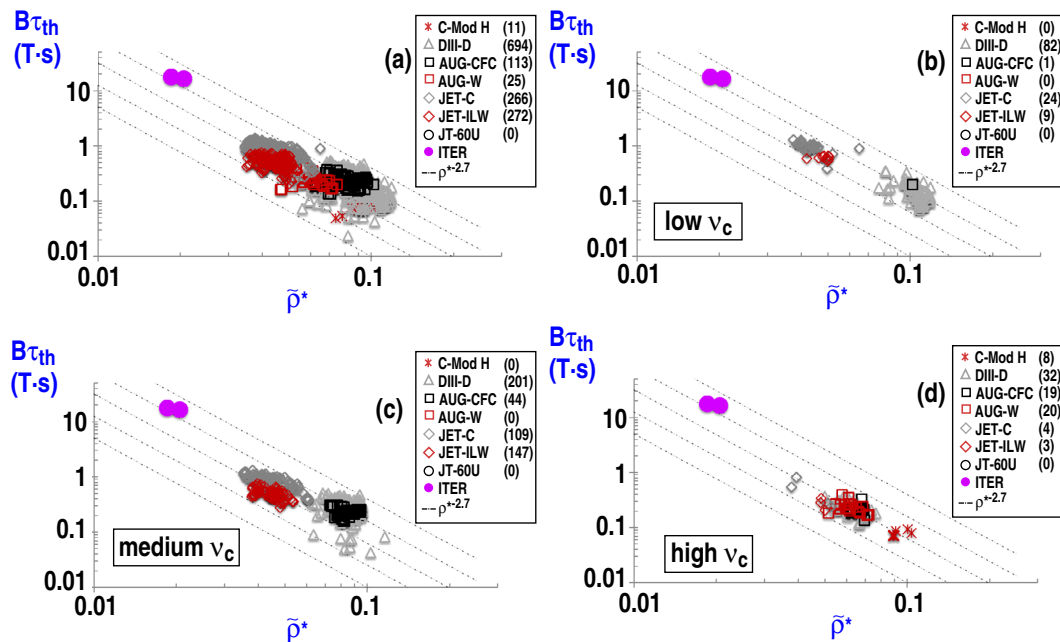 Bτth
(T·s)
10
1
0.1
0.01
0.01
0.1
ρ̃*
(a)
C-Mod H (11)
DIII-D (694)
AUG-CFC (113)
AUG-W (25)
JET-C (266)
JET-ILW (272)
JT-60U (0)
ITER
ρ*-2.7
Bτth
(T·s)
10
1
0.1
0.01
0.01
0.1
ρ̃*
(b)
low νc
C-Mod H (0)
DIII-D (82)
AUG-CFC (1)
AUG-W (0)
JET-C (24)
JET-ILW (9)
JT-60U (0)
ITER
ρ*-2.7
Bτth
(T·s)
10
1
0.1
0.01
0.01
0.1
ρ̃*
(c)
medium νc
C-Mod H (0)
DIII-D (201)
AUG-CFC (44)
AUG-W (0)
JET-C (109)
JET-ILW (147)
JT-60U (0)
ITER
ρ*-2.7
Bτth
(T·s)
10
1
0.1
0.01
0.01
0.1
ρ̃*
(d)
high νc
C-Mod H (8)
DIII-D (32)
AUG-CFC (19)
AUG-W (20)
JET-C (4)
JET-ILW (3)
JT-60U (0)
ITER
ρ*-2.7